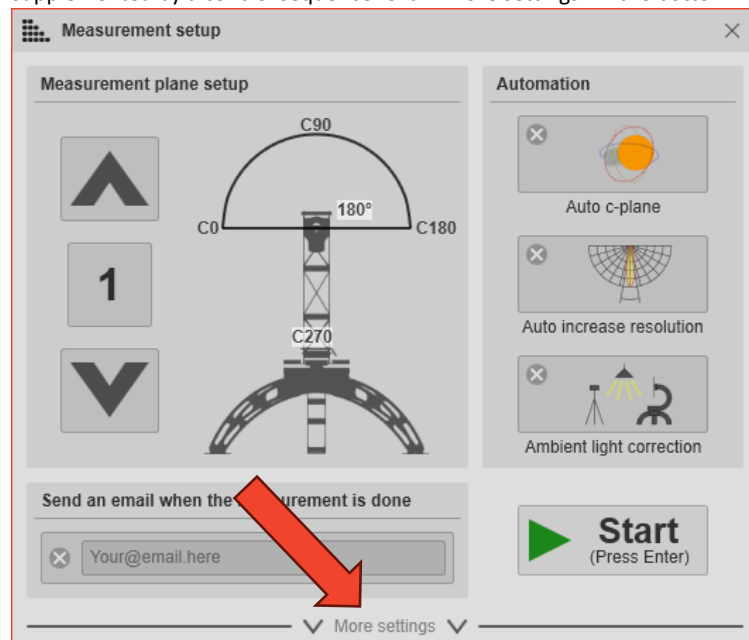 Measurement setup
Measurement plane setup
C90
180°
C0
C180
1
C270
Automation
Auto c-plane
Auto increase resolution
Ambient light correction
Send an email when the urement is done
Your@email.here
Start
(Press Enter)
More settings